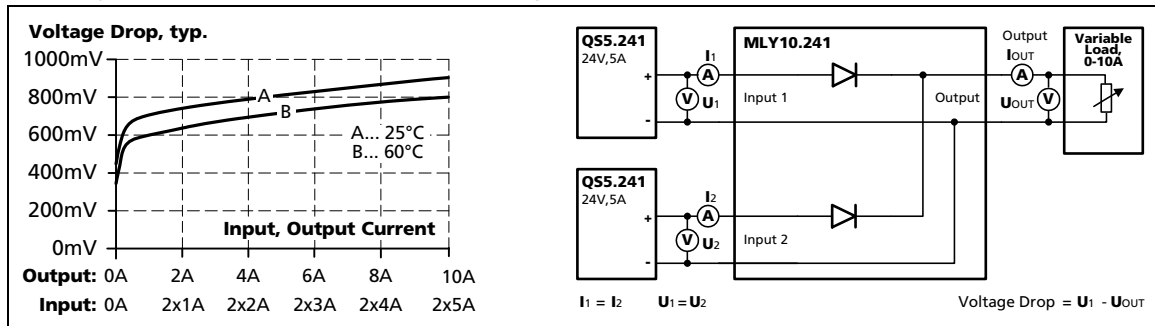 Voltage Drop, typ.
1000mV
800mV
600mV
400mV
200mV
0mV
A
B
A... 25°C
B... 60°C
Input, Output Current
Output: 0A 2A 4A 6A 8A 10A
Input: 0A 2x1A 2x2A 2x3A 2x4A 2x5A
QS5.241
24V,5A
+
-
I1
A
V U1
MLY10.241
Input 1
Output
Output
IOUT
A
UOUT V
Variable
Load,
0-10A
QS5.241
24V,5A
+
-
I2
A
V U2
Input 2
I1 = I2 U1 = U2
Voltage Drop = U1 - UOUT